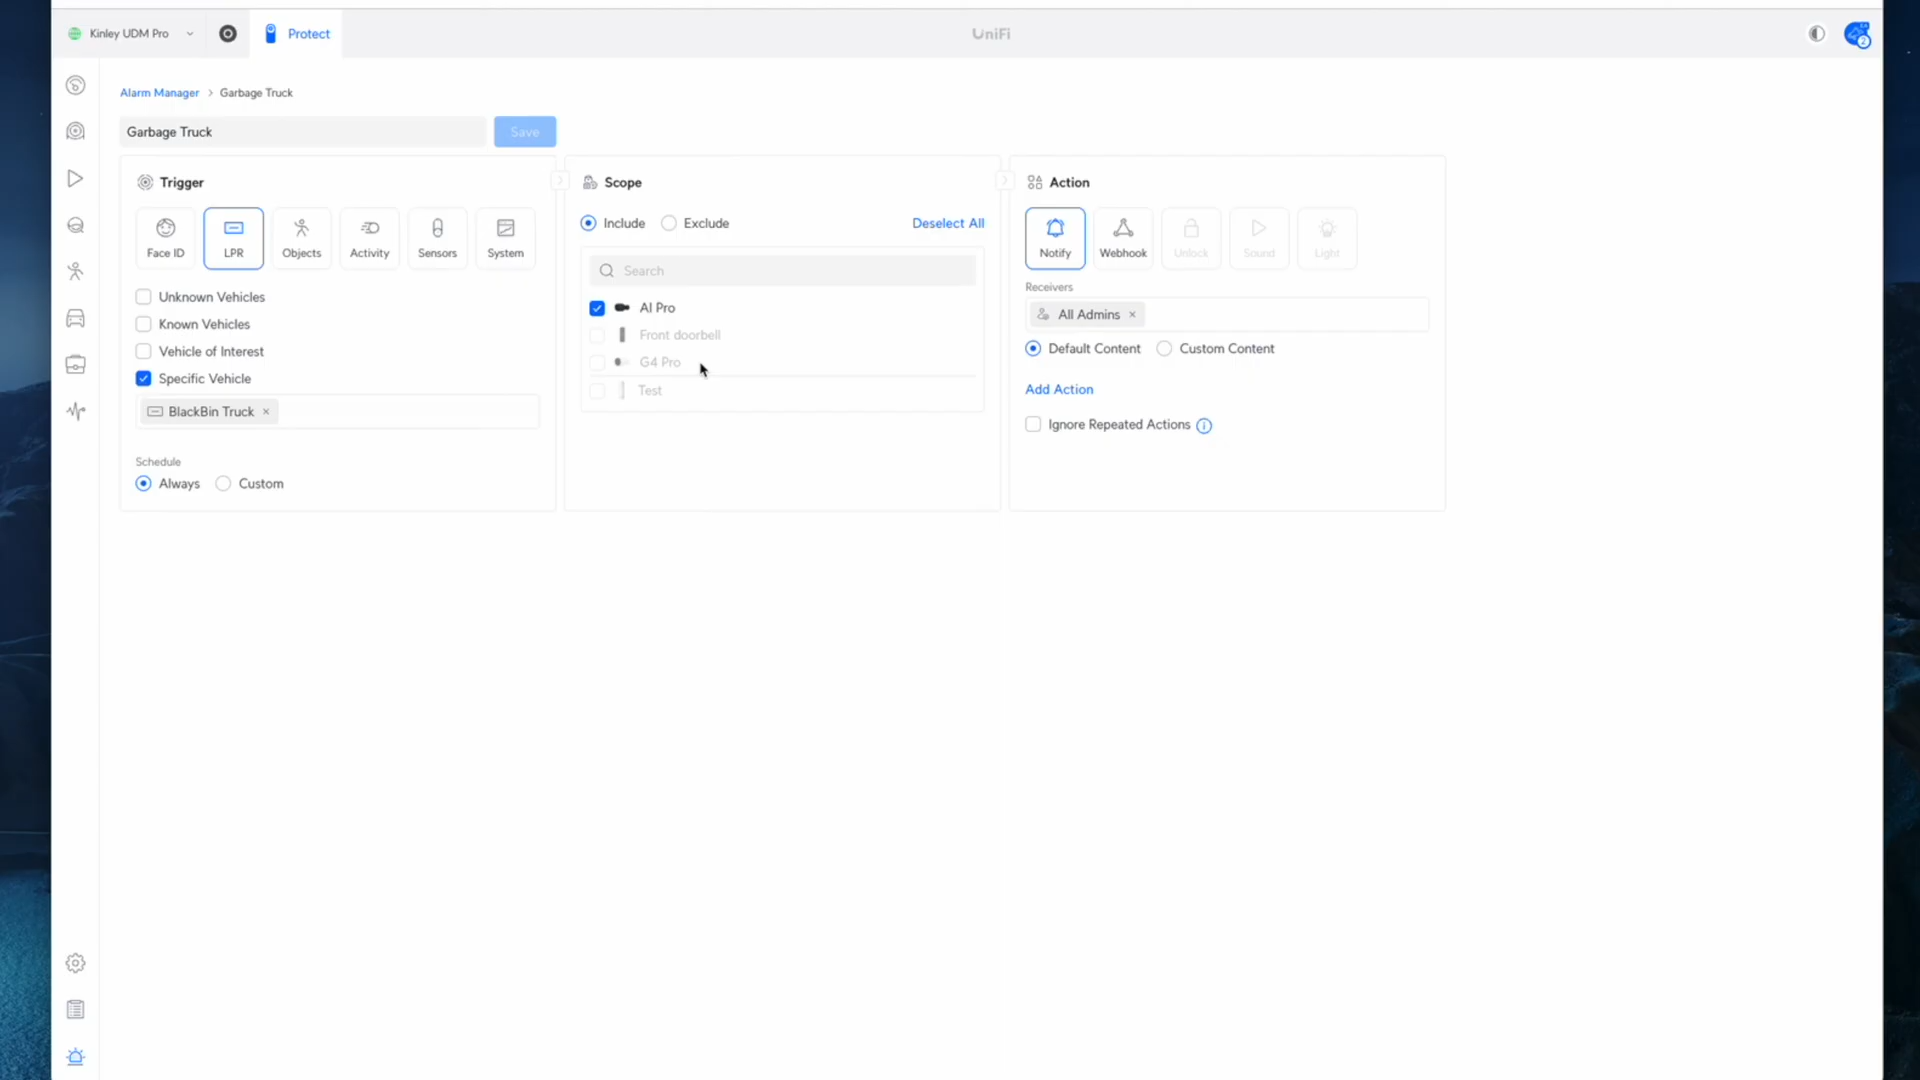 Kinley UDM Pro
Protect
UniFi
2
Alarm Manager > Garbage Truck
Garbage Truck
Save
Trigger
Face ID
LPR
Objects
Activity
Sensors
System
Unknown Vehicles
Known Vehicles
Vehicle of Interest
Specific Vehicle
BlackBin Truck ×
Schedule
Always
Custom
Scope
Include
Exclude
Deselect All
Search
AI Pro
Front doorbell
G4 Pro
Test
Action
Notify
Webhook
Unlock
Sound
Light
Receivers
All Admins ×
Default Content
Custom Content
Add Action
Ignore Repeated Actions